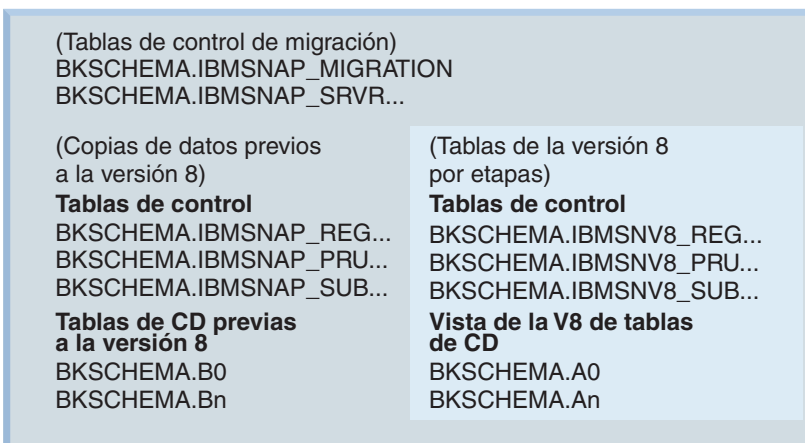 (Tablas de control de migración)
BKSCHEMA.IBMSNAP_MIGRATION
BKSCHEMA.IBMSNAP_SRVR...
(Copias de datos previos
a la versión 8)
Tablas de control
BKSCHEMA.IBMSNAP_REG...
BKSCHEMA.IBMSNAP_PRU...
BKSCHEMA.IBMSNAP_SUB...
Tablas de CD previas
a la versión 8
BKSCHEMA.B0
BKSCHEMA.Bn
(Tablas de la versión 8
por etapas)
Tablas de control
BKSCHEMA.IBMSNV8_REG...
BKSCHEMA.IBMSNV8_PRU...
BKSCHEMA.IBMSNV8_SUB...
Vista de la V8 de tablas
de CD
BKSCHEMA.A0
BKSCHEMA.An